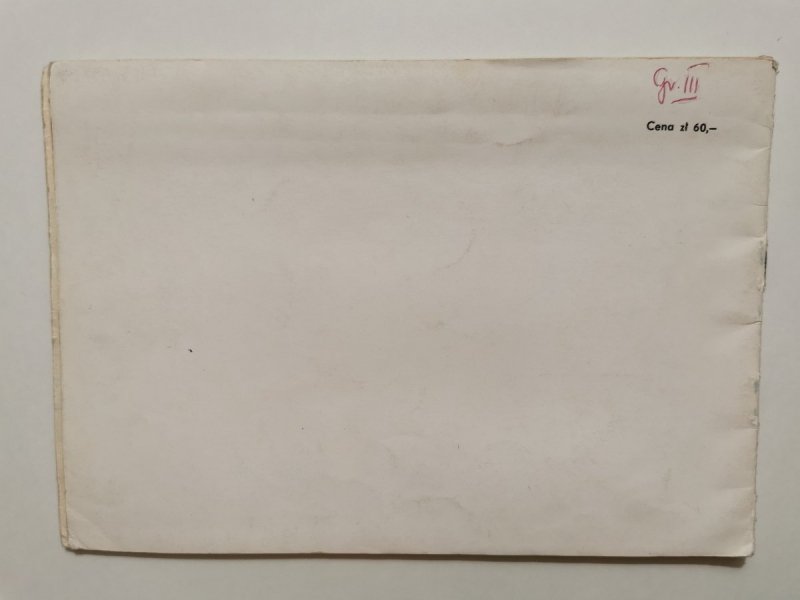 Gr. III
Cena zł 60,—